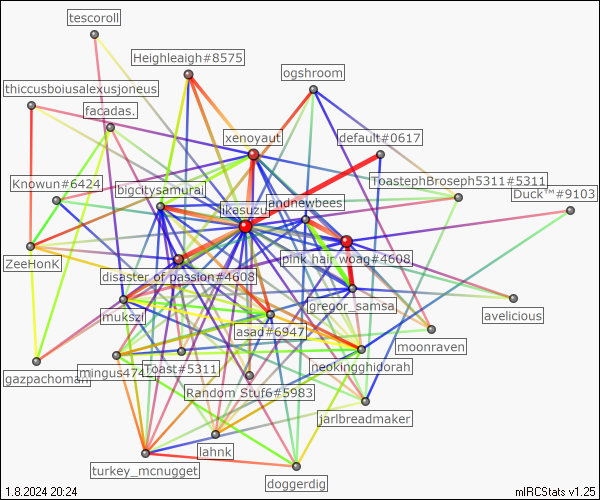 tescoroll
Heighleaigh#8575
ogshroom
thiccusboiusalexusjoneus
facadas.
xenoyaut
default#0617
Knowun#6424
bigcitysamurai
ToastephBroseph5311#5311
Duck™#9103
ikasuzu
andnewbees
ZeeHonK
pink hair woag#4608
disaster of passion#4608
mukszi
gregor_samsa
avelicious
asad#6947
moonraven
gazpachoman
mingus474
Toast#5311
neokingghidorah
Random Stuf6#5983
jarlbreadmaker
lahnk
turkey_mcnugget
doggerdig
1.8.2024 20:24
mIRCStats v1.25